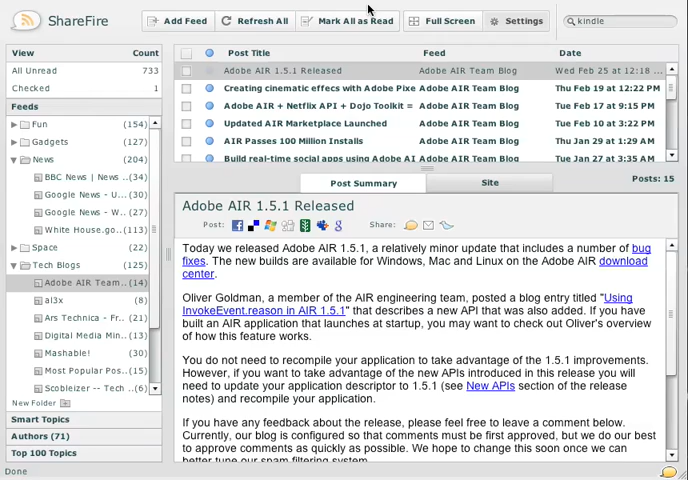 ShareFire
Add Feed
Refresh All
Mark All as Read
Full Screen
Settings
kindle
View Count
All Unread 733
Checked 1
Feeds
Fun (154)
Gadgets (127)
News (204)
BBC News | News ..(34)
Google News - U...(30)
Google News - W...(27)
White House.go..(113)
Space (22)
Tech Blogs (125)
Adobe AIR Team..(14)
al3x (8)
Ars Technica - Fr...(21)
Digital Media Min..(13)
Mashable! (30)
Most Popular Pos..(15)
Scobleizer -- Tech ..(6)
New Folder
Smart Topics
Authors (71)
Top 100 Topics
Done
Post Title Feed Date
Adobe AIR 1.5.1 Released Adobe AIR Team Blog Wed Feb 25 at 12:18 ...
Creating cinematic effecs with Adobe Pixe Adobe AIR Team Blog Thu Feb 19 at 12:22 PM
Adobe AIR + Netflix API + Dojo Toolkit = Adobe AIR Team Blog Tue Feb 17 at 9:15 PM
Updated AIR Marketplace Launched Adobe AIR Team Blog Tue Feb 10 at 3:22 PM
AIR Passes 100 Million Installs Adobe AIR Team Blog Thu Jan 29 at 1:29 AM
Build real-time social apps using Adobe AI Adobe AIR Team Blog Tue Jan 27 at 3:35 AM
Post Summary
Site
Posts: 15
Adobe AIR 1.5.1 Released
Post:
Share:
Today we released Adobe AIR 1.5.1, a relatively minor update that includes a number of bug
fixes. The new builds are available for Windows, Mac and Linux on the Adobe AIR download
center.
Oliver Goldman, a member of the AIR engineering team, posted a blog entry titled "Using
InvokeEvent.reason in AIR 1.5.1" that describes a new API that was also added. If you have
built an AIR application that launches at startup, you may want to check out Oliver's overview
of how this feature works.
You do not need to recompile your application to take advantage of the 1.5.1 improvements.
However, if you want to take advantage of the new APIs introduced in this release you will
need to update your application descriptor to 1.5.1 (see New APIs section of the release
notes) and recompile your application.
If you have any feedback about the release, please feel free to leave a comment below.
Currently, our blog is configured so that comments must be first approved, but we do our best
to approve comments as quickly as possible. We hope to change this soon once we can
better tune our spam filtering system.